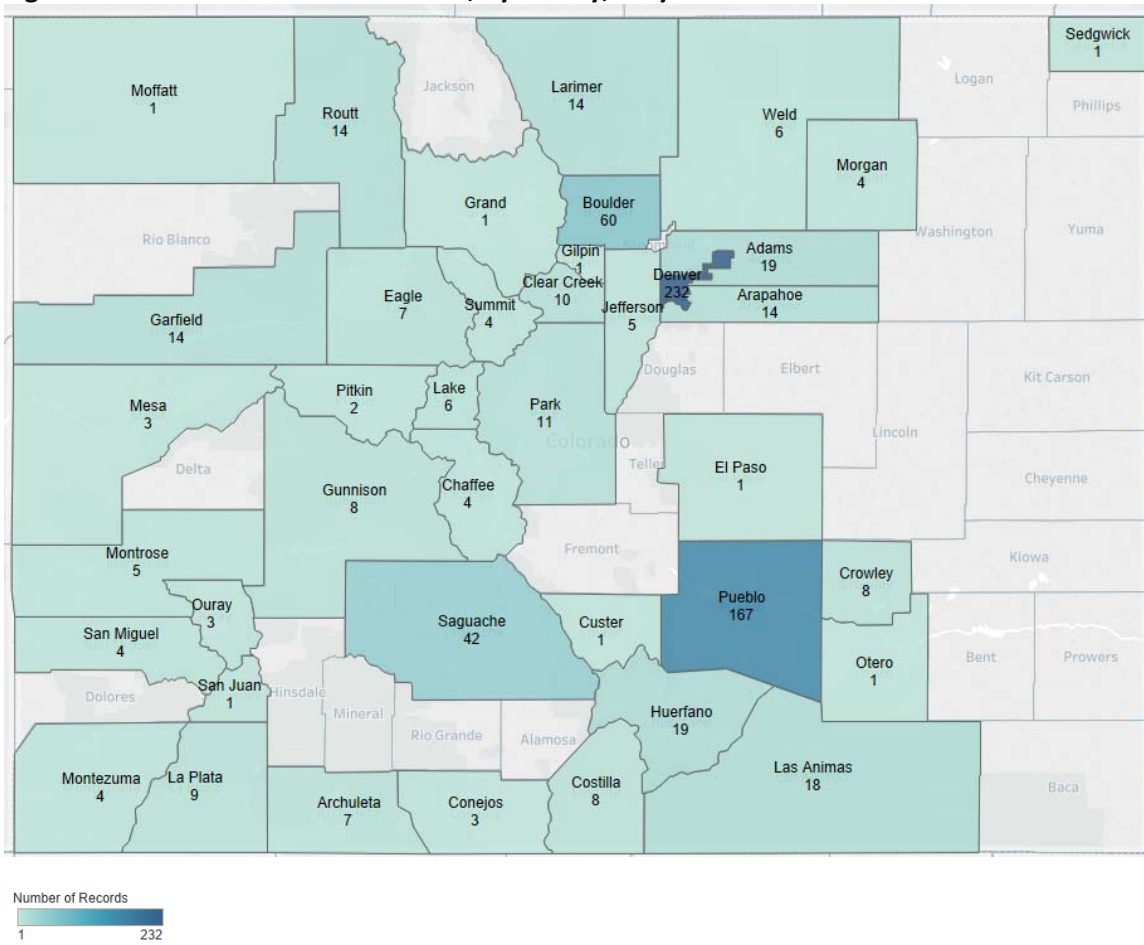 Sedgwick
1
Moffatt
1
Jackson
Larimer
14
Logan
Phillips
Routt
14
Weld
6
Morgan
4
Grand
1
Boulder
60
Washington
Yuma
Rio Blanco
Gilpin
1
Adams
19
Clear Creek
10
Denver
232
Eagle
7
Summit
4
Jefferson
5
Arapahoe
14
Garfield
14
Douglas
Elbert
Kit Carson
Mesa
3
Pitkin
2
Lake
6
Park
11
Colorado
Lincoln
Delta
Teller
El Paso
1
Cheyenne
Gunnison
8
Chaffee
4
Montrose
5
Fremont
Kiowa
Crowley
8
Ouray
3
Pueblo
167
Saguache
42
Custer
1
San Miguel
4
Otero
1
Bent
Prowers
San Juan
1
Dolores
Hinsdale
Mineral
Rio Grande
Alamosa
Huerfano
19
Montezuma
4
La Plata
9
Las Animas
18
Archuleta
7
Conejos
3
Costilla
8
Baca
Number of Records
1 232